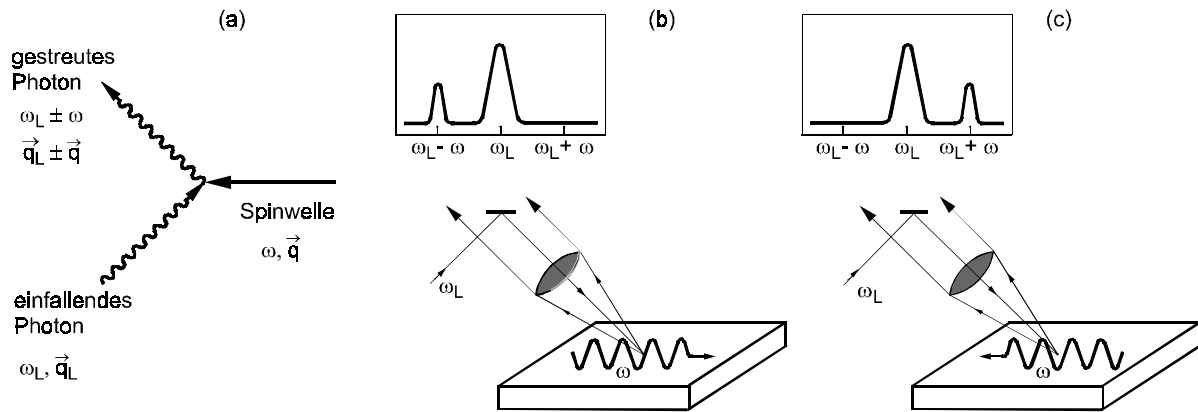 (a)
gestreutes
Photon
ω_L ± ω
q⃗_L ± q⃗
Spinwelle
ω, q⃗
einfallendes
Photon
ω_L, q⃗_L
(b)
ω_L- ω ω_L ω_L+ ω
ω_L
ω
(c)
ω_L- ω ω_L ω_L+ ω
ω_L
ω